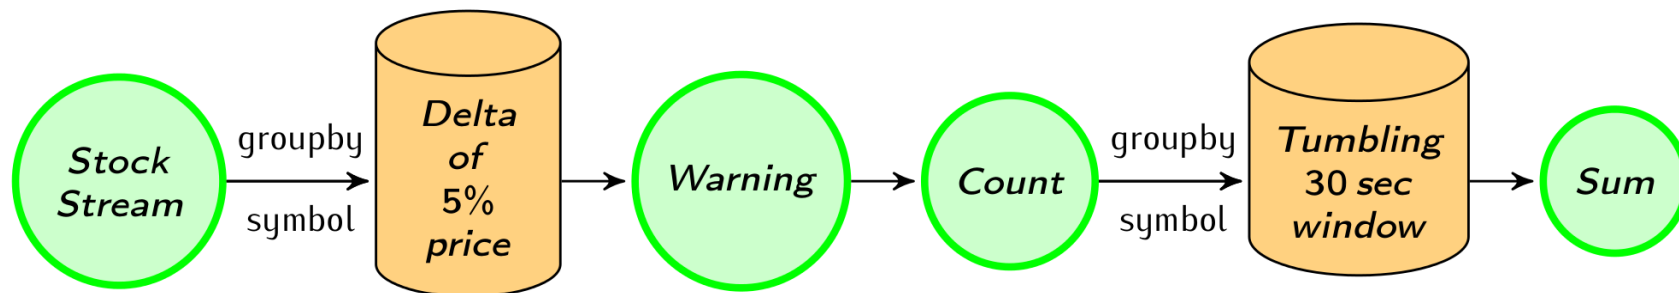 Stock
Stream
groupby
symbol
Delta
of
5%
price
Warning
Count
groupby
symbol
Tumbling
30 sec
window
Sum